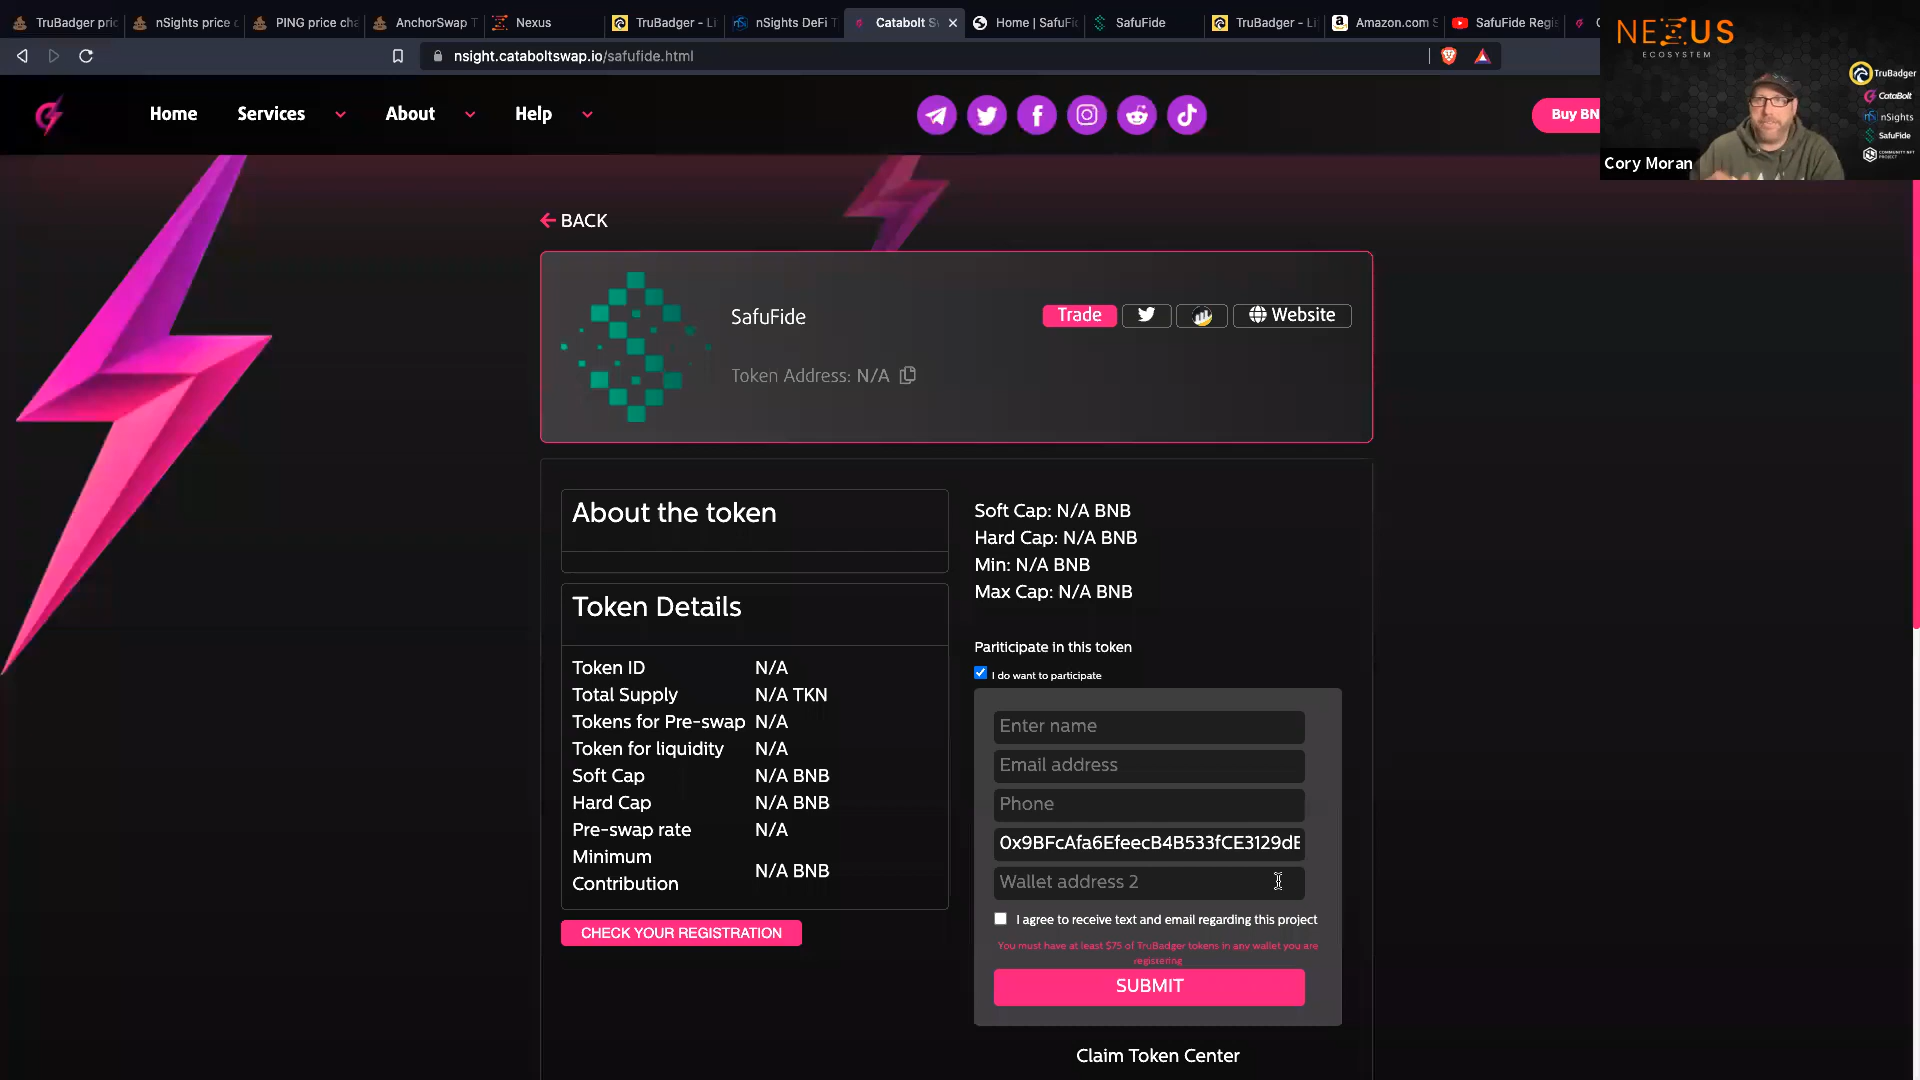 TruBadger pric
nSights price c
PING price cha
AnchorSwap T
Nexus
TruBadger - Li
nSights DeFi T
Catabolt Sw
Home | SafuFi
SafuFide
TruBadger - Lit
Amazon.com S
SafuFide Regis
nsight.cataboltswap.io/safufide.html
NEXUS
ECOSYSTEM
TruBadger
CataBolt
nSights
SafuFide
COMMUNITY NFT
PROJECT
Cory Moran
Home
Services
About
Help
Buy BN
BACK
SafuFide
Trade
Website
Token Address: N/A
About the token
Token Details
Token ID N/A
Total Supply N/A TKN
Tokens for Pre-swap N/A
Token for liquidity N/A
Soft Cap N/A BNB
Hard Cap N/A BNB
Pre-swap rate N/A
Minimum
Contribution N/A BNB
CHECK YOUR REGISTRATION
Soft Cap: N/A BNB
Hard Cap: N/A BNB
Min: N/A BNB
Max Cap: N/A BNB
Pariticipate in this token
I do want to participate
Enter name
Email address
Phone
0x9BFcAfa6EfeecB4B533fCE3129dE
Wallet address 2
I agree to receive text and email regarding this project
You must have at least $75 of TruBadger tokens in any wallet you are
registering
SUBMIT
Claim Token Center